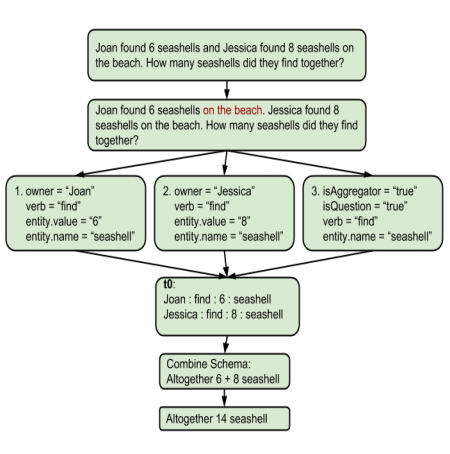 Joan found 6 seashells and Jessica found 8 seashells on
the beach. How many seashells did they find together?
Joan found 6 seashells on the beach. Jessica found 8
seashells on the beach. How many seashells did they find
together?
1. owner = “Joan”
verb = “find”
entity.value = “6”
entity.name = “seashell”
2. owner = “Jessica”
verb = “find”
entity.value = “8”
entity.name = “seashell”
3. isAggregator = “true”
isQuestion = “true”
verb = “find”
entity.name = “seashell”
t0:
Joan : find : 6 : seashell
Jessica : find : 8 : seashell
Combine Schema:
Altogether 6 + 8 seashell
Altogether 14 seashell